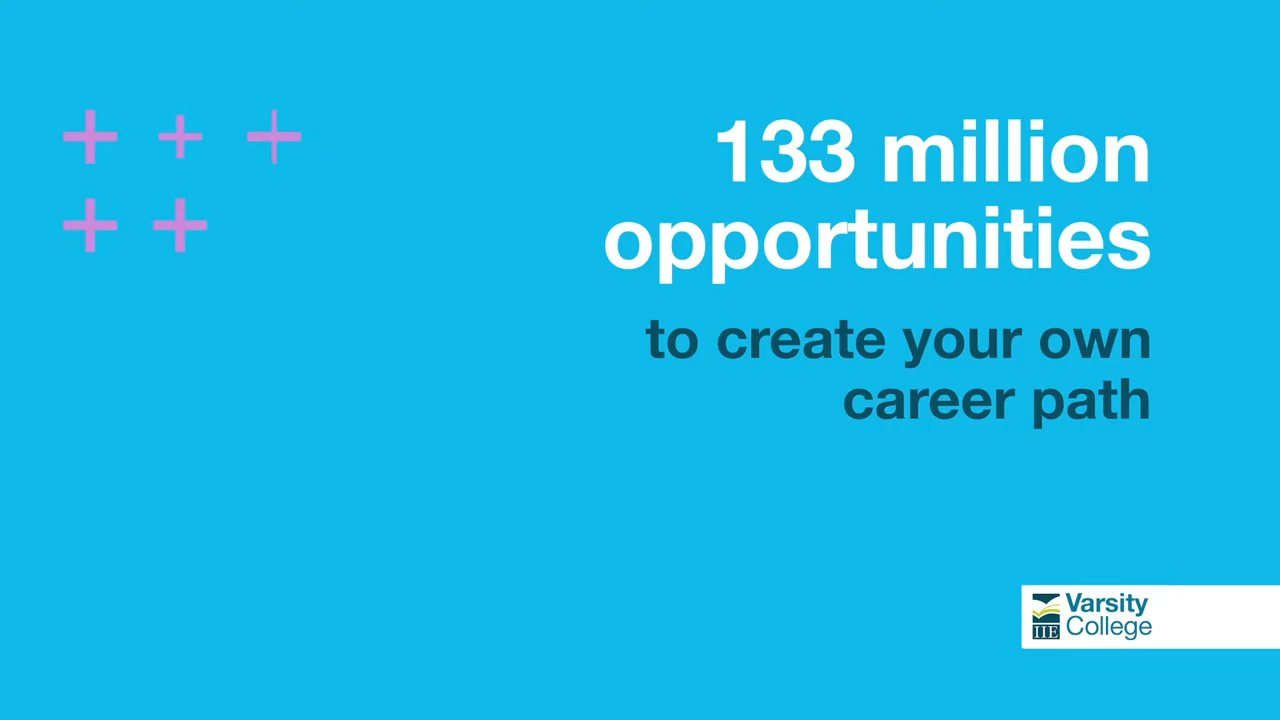 133 million
opportunities
to create your own
career path
Varsity
College
IIE